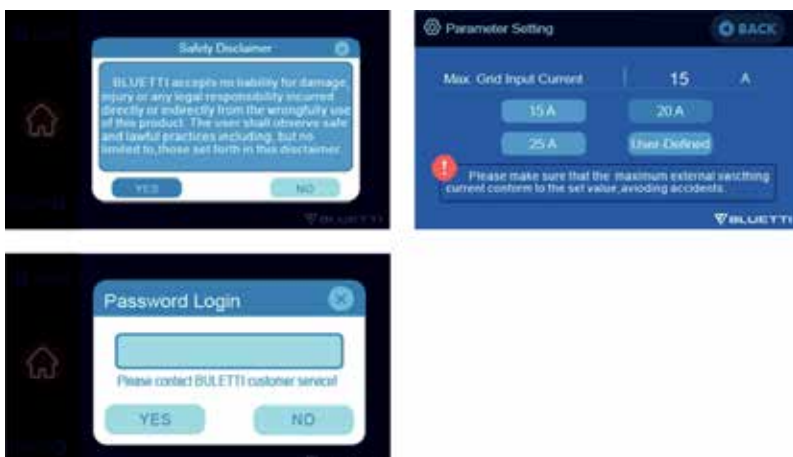 Safety Disclaimer
BLUETTI accepts no liability for damage,
injury or any legal responsibility incurred
directly or indirectly from the wrongfully use
of this product. The user shall observe safe
and lawful practices including, but no
limited to,those set forth in this disclaimer.
YES
NO
BLUETTI
Parameter Setting
BACK
Max. Grid Input Current
15
A
15 A
20 A
25 A
User-Defined
Please make sure that the maximum external
current conform to the set value,avioding accidents.
BLUETTI
Password Login
Please contact BULETTI customer service!
YES
NO